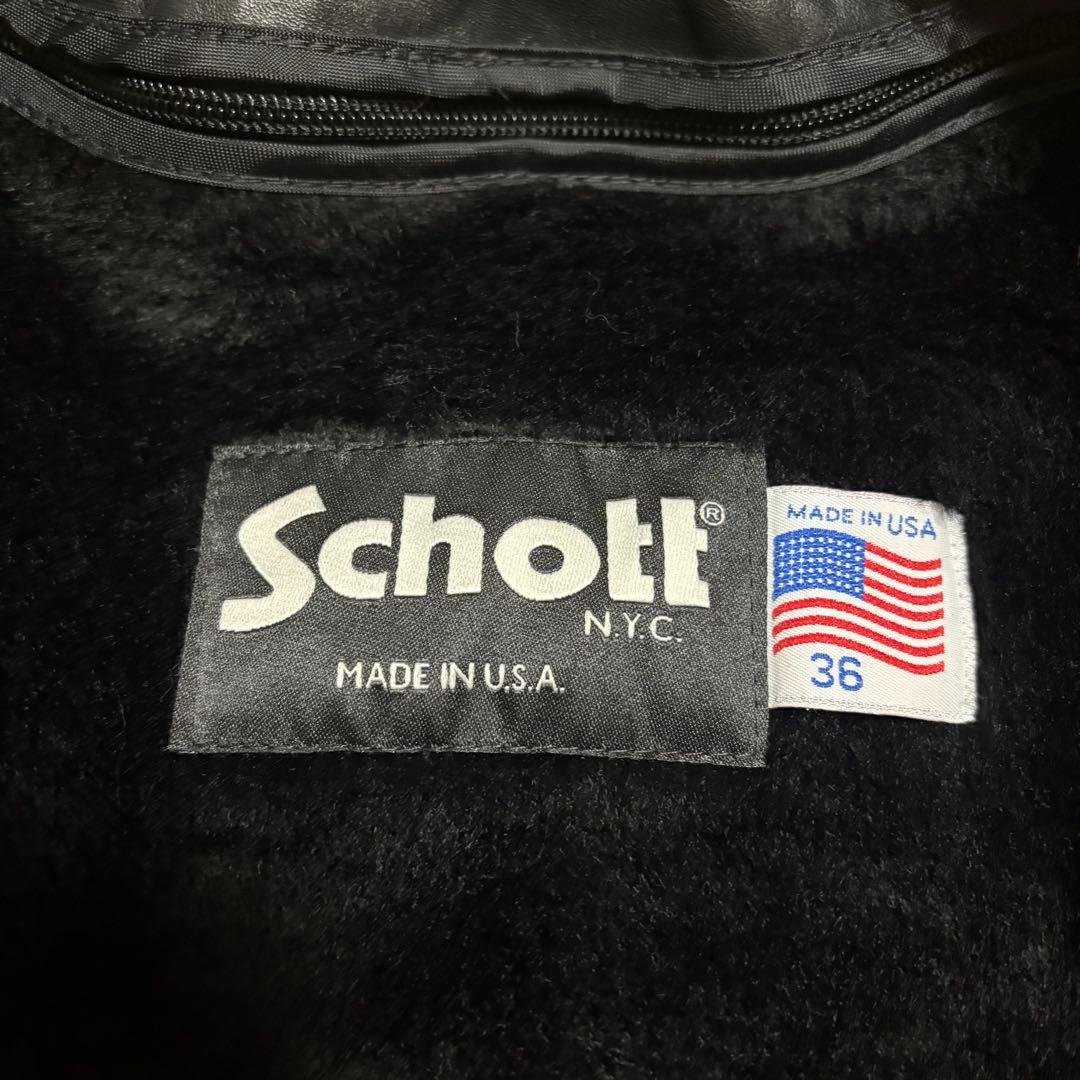 Schott®
N.Y.C.
MADE IN U.S.A.
MADE IN USA
36